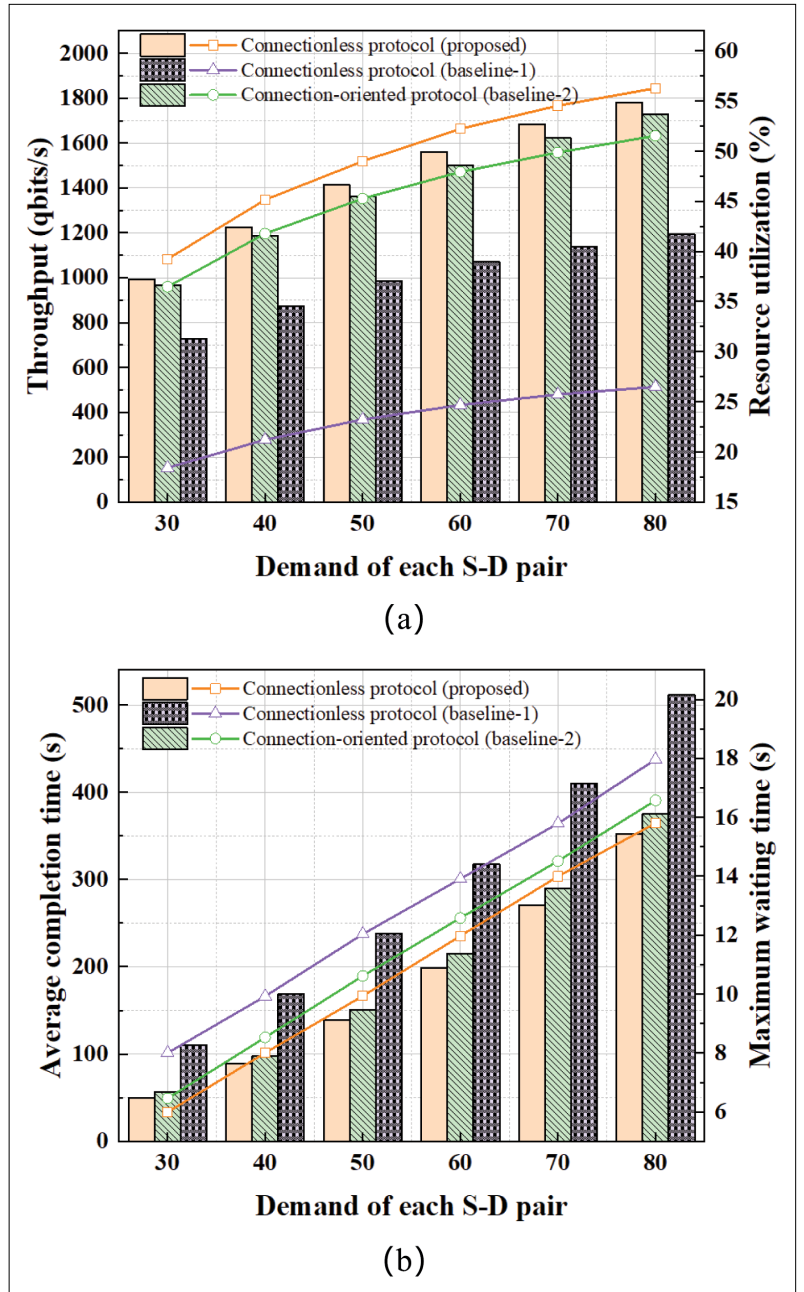 Connectionless protocol (proposed)
Connectionless protocol (baseline-1)
Connection-oriented protocol (baseline-2)
Throughput (qbits/s)
2000
1800
1600
1400
1200
1000
800
600
400
200
0
Resource utilization (%)
60
55
50
45
40
35
30
25
20
15
30 40 50 60 70 80
Demand of each S-D pair
(a)
Connectionless protocol (proposed)
Connectionless protocol (baseline-1)
Connection-oriented protocol (baseline-2)
Average completion time (s)
500
400
300
200
100
0
Maximum waiting time (s)
20
18
16
14
12
10
8
6
30 40 50 60 70 80
Demand of each S-D pair
(b)